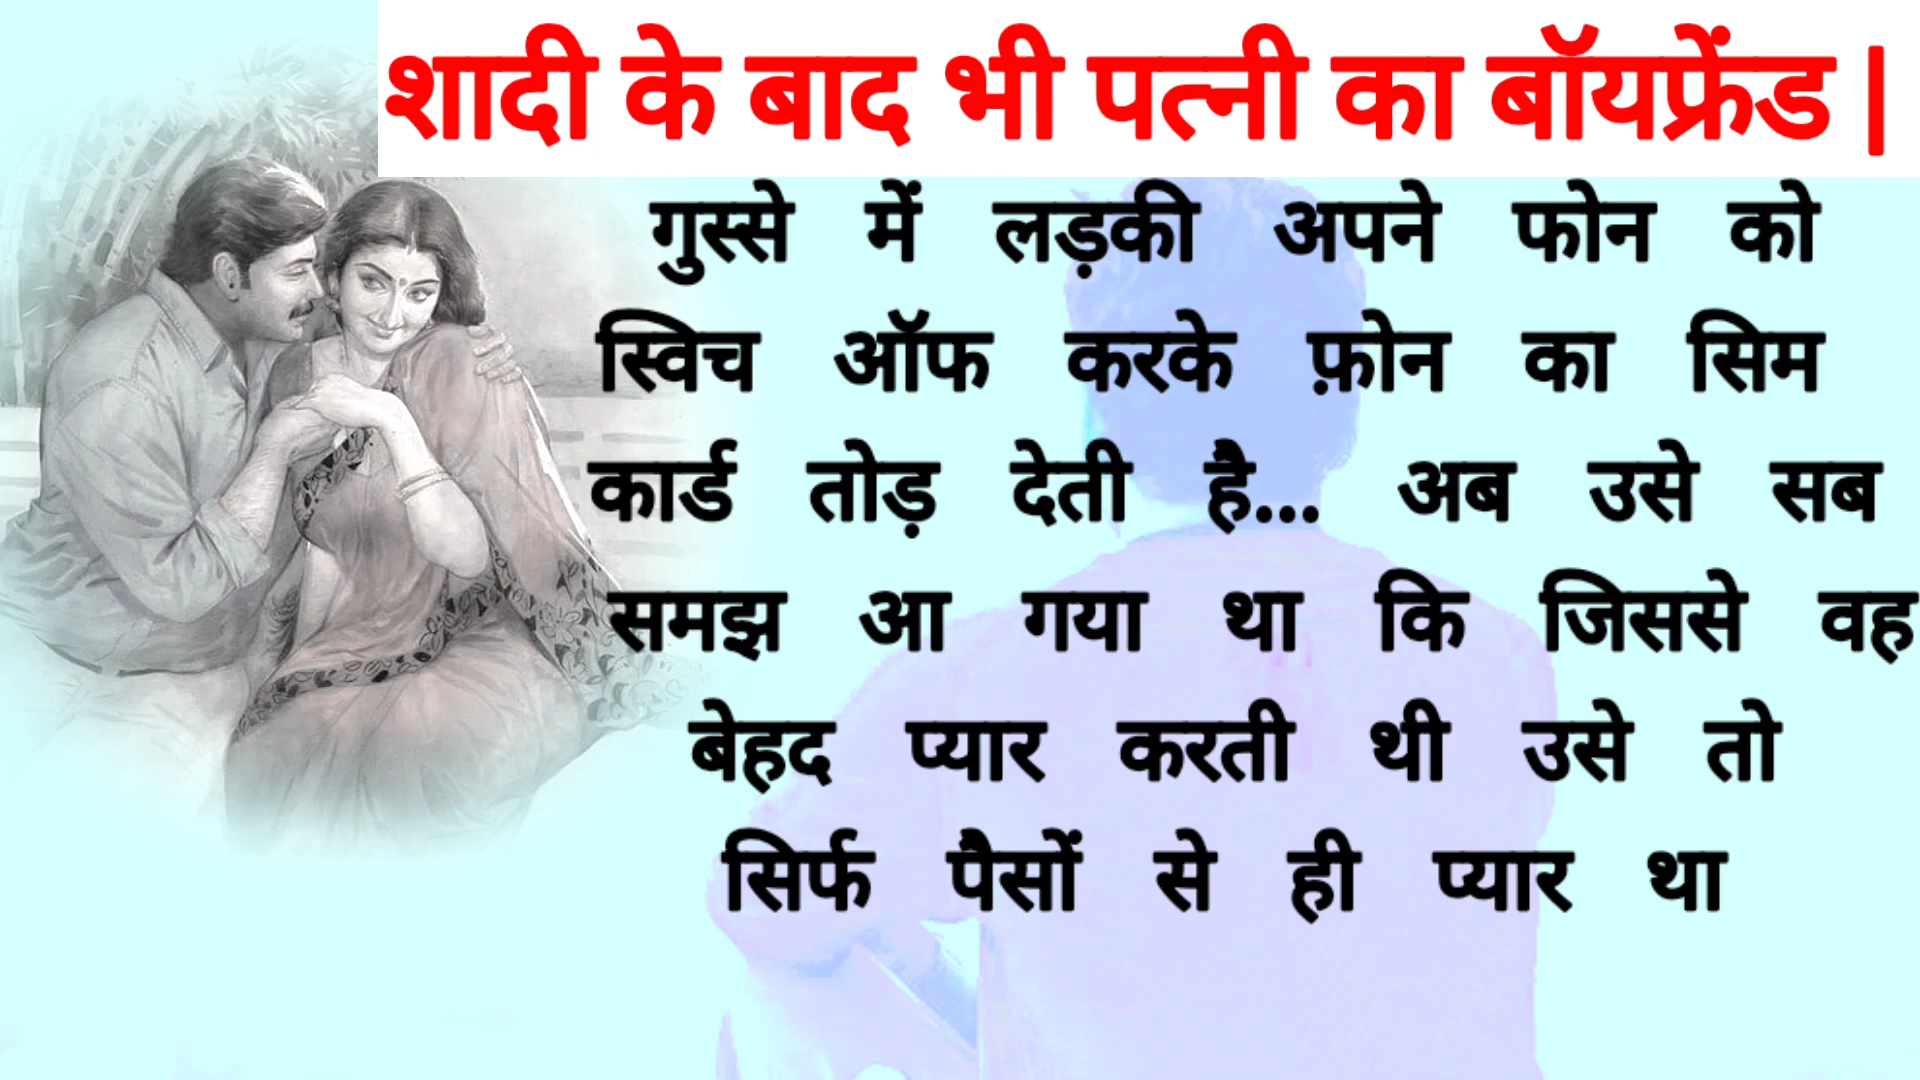 शादी के बाद भी पत्नी का बॉयफ्रेंड |
गुस्से में लड़की अपने फोन को
स्विच ऑफ करके फ़ोन का सिम
कार्ड तोड़ देती है... अब उसे सब
समझ आ गया था कि जिससे वह
बेहद प्यार करती थी उसे तो
सिर्फ पैसों से ही प्यार था